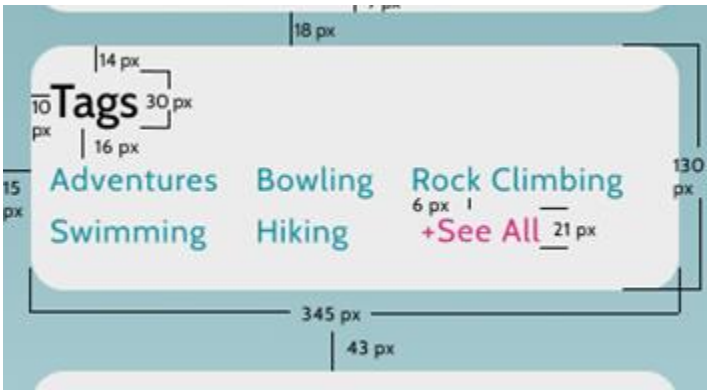 18 px
14 px
Tags
30 px
10 px
16 px
Adventures Bowling Rock Climbing
130 px
15 px
6 px
Swimming Hiking +See All
21 px
345 px
43 px